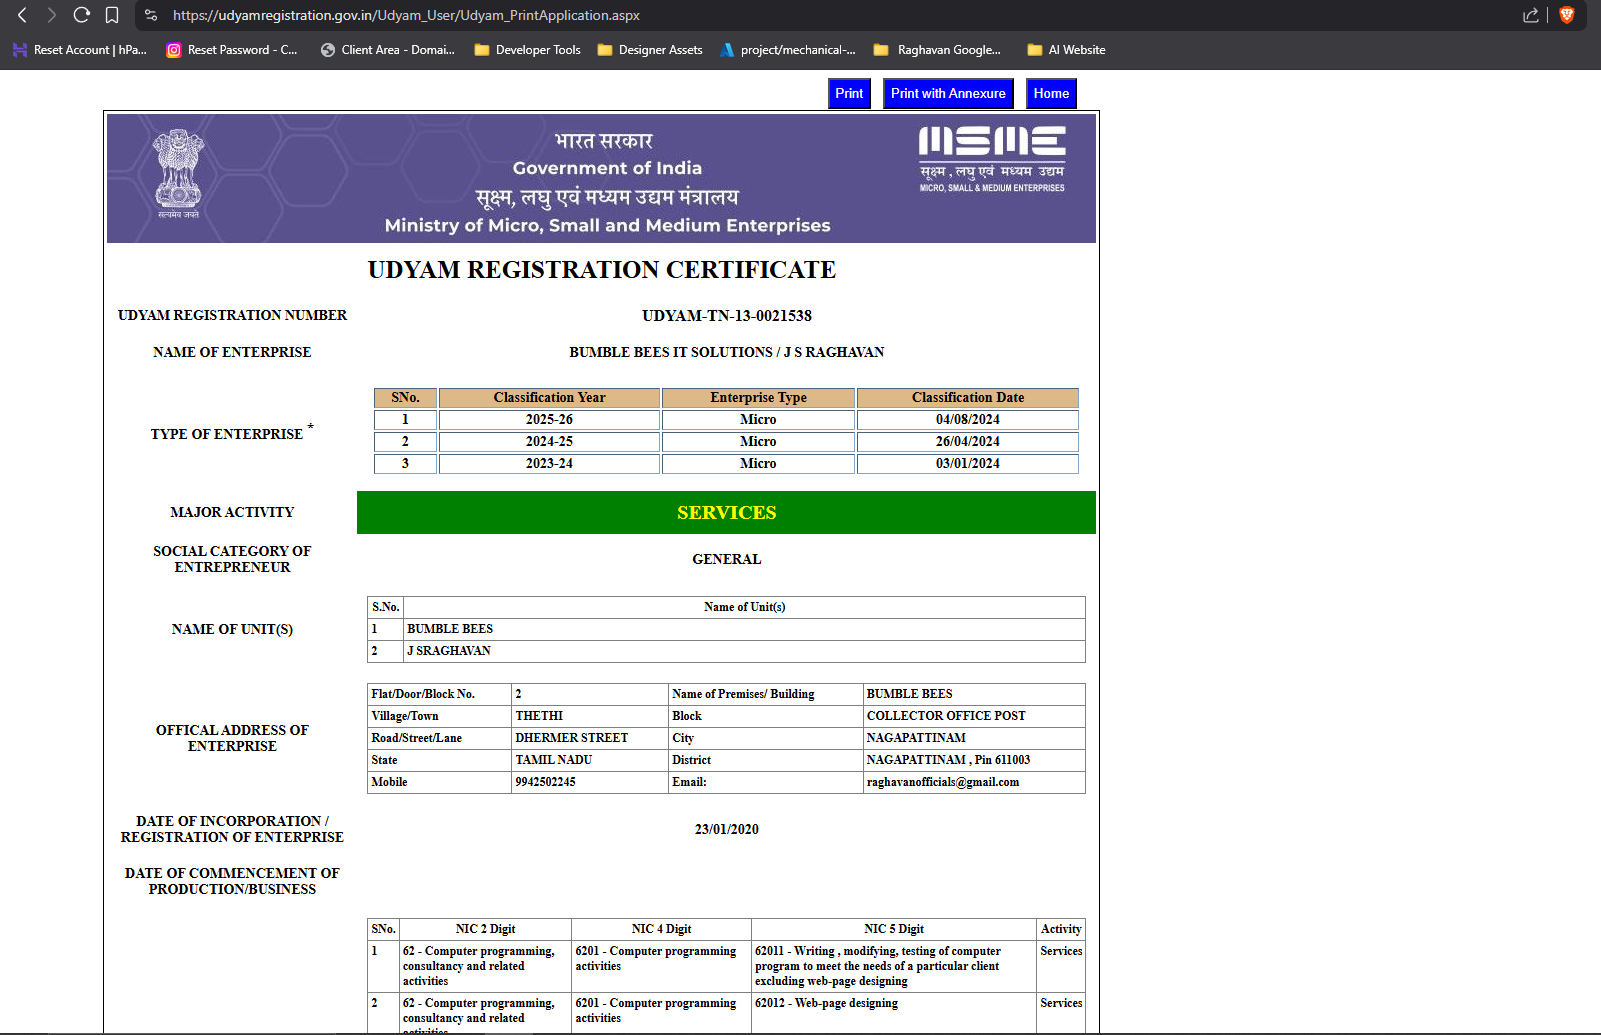 https://udyamregistration.gov.in/Udyam_User/Udyam_PrintApplication.aspx
Reset Account | hPa... Reset Password - C... Client Area - Domai... Developer Tools Designer Assets project/mechanical-... Raghavan Google... AI Website
Print Print with Annexure Home
भारत सरकार
Government of India
सूक्ष्म, लघु एवं मध्यम उद्यम मंत्रालय
Ministry of Micro, Small and Medium Enterprises
सत्यमेव जयते
MSME
सूक्ष्म, लघु एवं मध्यम उद्यम
MICRO, SMALL & MEDIUM ENTERPRISES
UDYAM REGISTRATION CERTIFICATE
UDYAM REGISTRATION NUMBER UDYAM-TN-13-0021538
NAME OF ENTERPRISE BUMBLE BEES IT SOLUTIONS / J S RAGHAVAN
TYPE OF ENTERPRISE *
SNo. Classification Year Enterprise Type Classification Date
1 2025-26 Micro 04/08/2024
2 2024-25 Micro 26/04/2024
3 2023-24 Micro 03/01/2024
MAJOR ACTIVITY SERVICES
SOCIAL CATEGORY OF
ENTREPRENEUR
GENERAL
NAME OF UNIT(S)
S.No. Name of Unit(s)
1 BUMBLE BEES
2 J SRAGHAVAN
OFFICAL ADDRESS OF
ENTERPRISE
Flat/Door/Block No. 2 Name of Premises/ Building BUMBLE BEES
Village/Town THETHI Block COLLECTOR OFFICE POST
Road/Street/Lane DHERMER STREET City NAGAPATTINAM
State TAMIL NADU District NAGAPATTINAM , Pin 611003
Mobile 9942502245 Email: raghavanofficials@gmail.com
DATE OF INCORPORATION /
REGISTRATION OF ENTERPRISE
23/01/2020
DATE OF COMMENCEMENT OF
PRODUCTION/BUSINESS
SNo. NIC 2 Digit NIC 4 Digit NIC 5 Digit Activity
1 62 - Computer programming, 6201 - Computer programming 62011 - Writing , modifying, testing of computer Services
consultancy and related activities program to meet the needs of a particular client
activities excluding web-page designing
2 62 - Computer programming, 6201 - Computer programming 62012 - Web-page designing Services
consultancy and related activities
activities